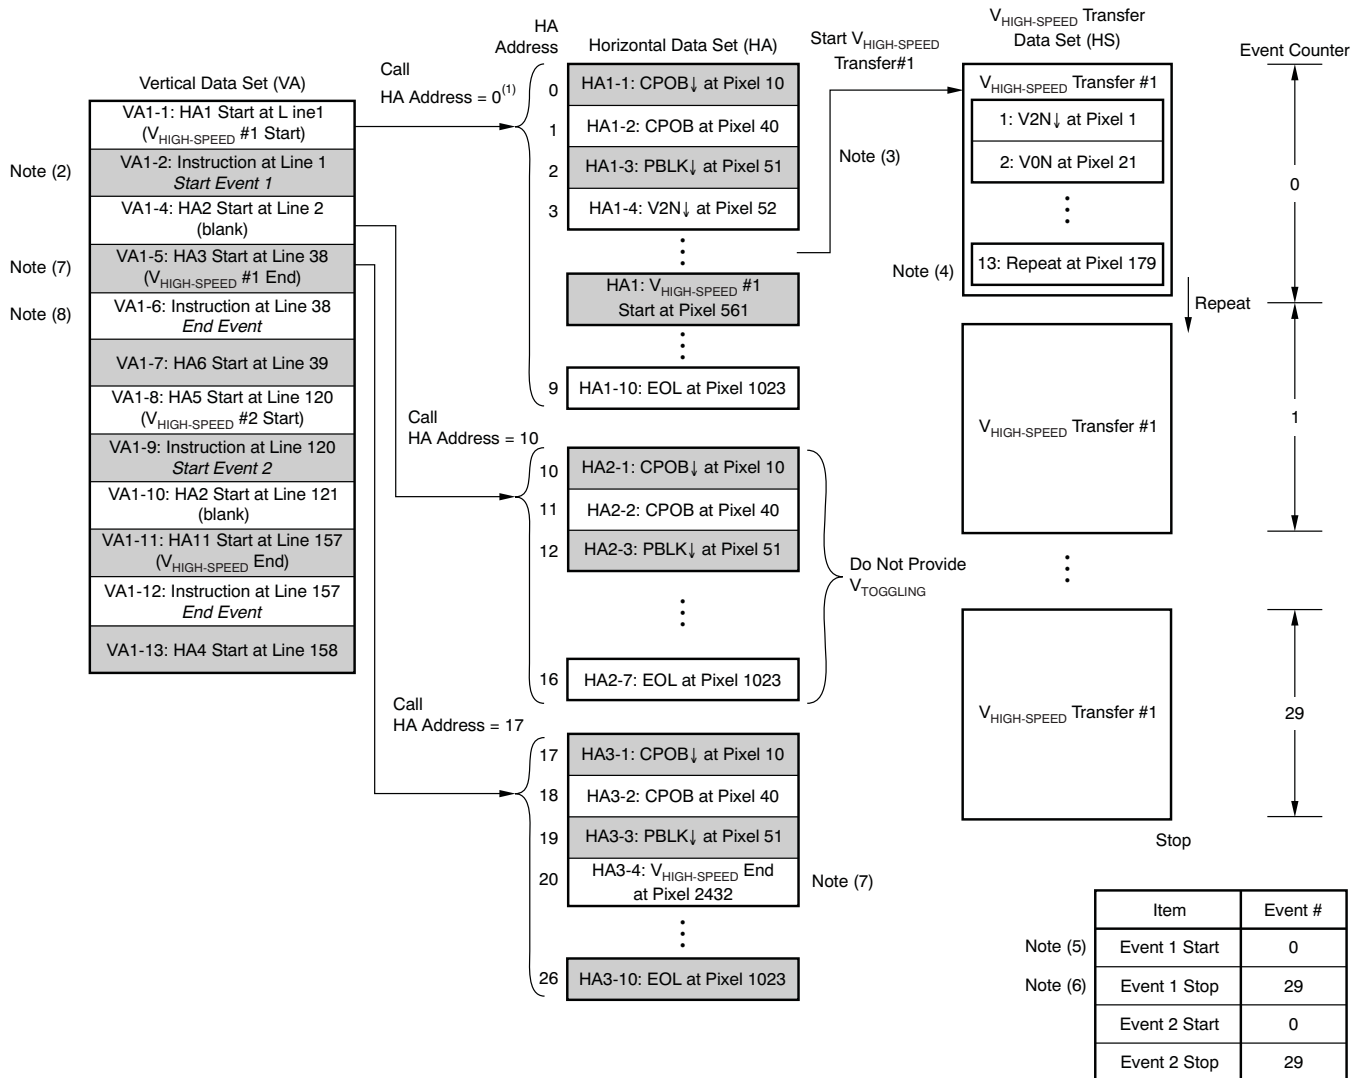 Vertical Data Set (VA)
VA1-1: HA1 Start at L ine1
(VHIGH-SPEED #1 Start)
Note (2)
VA1-2: Instruction at Line 1
Start Event 1
VA1-4: HA2 Start at Line 2
(blank)
Note (7)
VA1-5: HA3 Start at Line 38
(VHIGH-SPEED #1 End)
Note (8)
VA1-6: Instruction at Line 38
End Event
VA1-7: HA6 Start at Line 39
VA1-8: HA5 Start at Line 120
(VHIGH-SPEED #2 Start)
VA1-9: Instruction at Line 120
Start Event 2
VA1-10: HA2 Start at Line 121
(blank)
VA1-11: HA11 Start at Line 157
(VHIGH-SPEED End)
VA1-12: Instruction at Line 157
End Event
VA1-13: HA4 Start at Line 158
Call
HA Address = 0(1)
HA
Address
Horizontal Data Set (HA)
0
HA1-1: CPOB↓ at Pixel 10
1
HA1-2: CPOB at Pixel 40
2
HA1-3: PBLK↓ at Pixel 51
3
HA1-4: V2N↓ at Pixel 52
HA1: VHIGH-SPEED #1
Start at Pixel 561
9
HA1-10: EOL at Pixel 1023
Call
HA Address = 10
10
HA2-1: CPOB↓ at Pixel 10
11
HA2-2: CPOB at Pixel 40
12
HA2-3: PBLK↓ at Pixel 51
16
HA2-7: EOL at Pixel 1023
Do Not Provide
VTOGGLING
Call
HA Address = 17
17
HA3-1: CPOB↓ at Pixel 10
18
HA3-2: CPOB at Pixel 40
19
HA3-3: PBLK↓ at Pixel 51
20
HA3-4: VHIGH-SPEED End
at Pixel 2432
Note (7)
26
HA3-10: EOL at Pixel 1023
Start VHIGH-SPEED
Transfer#1
Note (3)
VHIGH-SPEED Transfer
Data Set (HS)
VHIGH-SPEED Transfer #1
1: V2N↓ at Pixel 1
2: V0N at Pixel 21
Note (4)
13: Repeat at Pixel 179
Repeat
VHIGH-SPEED Transfer #1
VHIGH-SPEED Transfer #1
Stop
Event Counter
0
1
29
Item Event #
Note (5) Event 1 Start 0
Note (6) Event 1 Stop 29
Event 2 Start 0
Event 2 Stop 29